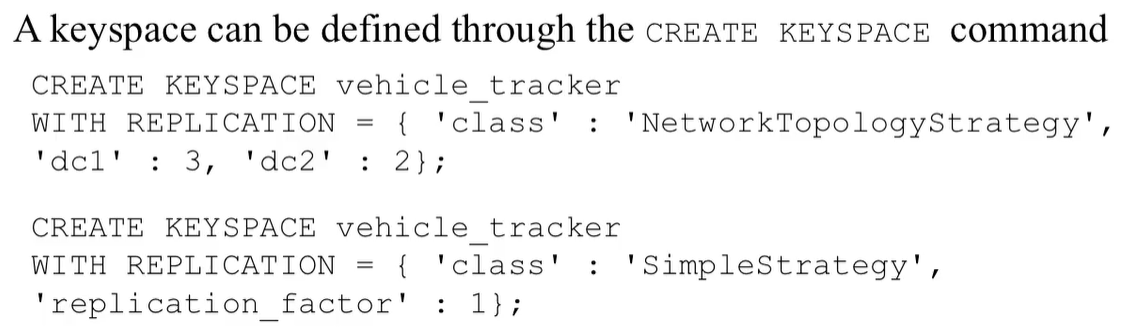 A keyspace can be defined through the CREATE KEYSPACE command
CREATE KEYSPACE vehicle_tracker
WITH REPLICATION = { 'class' : 'NetworkTopologyStrategy',
'dc1' : 3, 'dc2' : 2};
CREATE KEYSPACE vehicle_tracker
WITH REPLICATION = { 'class' : 'SimpleStrategy',
'replication_factor' : 1};